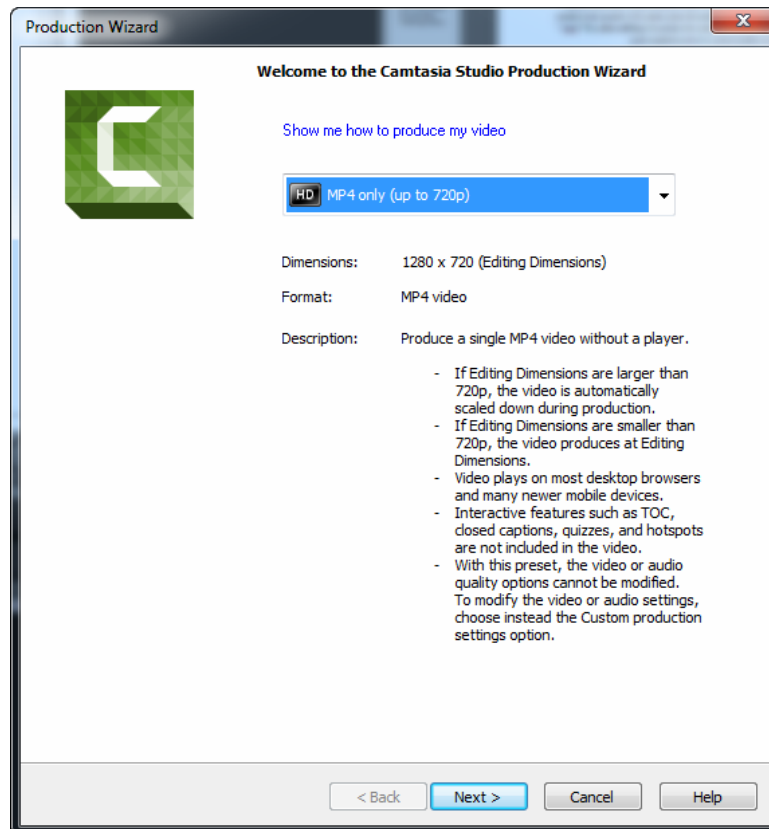 Production Wizard
Welcome to the Camtasia Studio Production Wizard
Show me how to produce my video
HD MP4 only (up to 720p)
Dimensions: 1280 x 720 (Editing Dimensions)
Format: MP4 video
Description: Produce a single MP4 video without a player.
- If Editing Dimensions are larger than
720p, the video is automatically
scaled down during production.
- If Editing Dimensions are smaller than
720p, the video produces at Editing
Dimensions.
- Video plays on most desktop browsers
and many newer mobile devices.
- Interactive features such as TOC,
closed captions, quizzes, and hotspots
are not included in the video.
- With this preset, the video or audio
quality options cannot be modified.
To modify the video or audio settings,
choose instead the Custom production
settings option.
< Back Next > Cancel Help